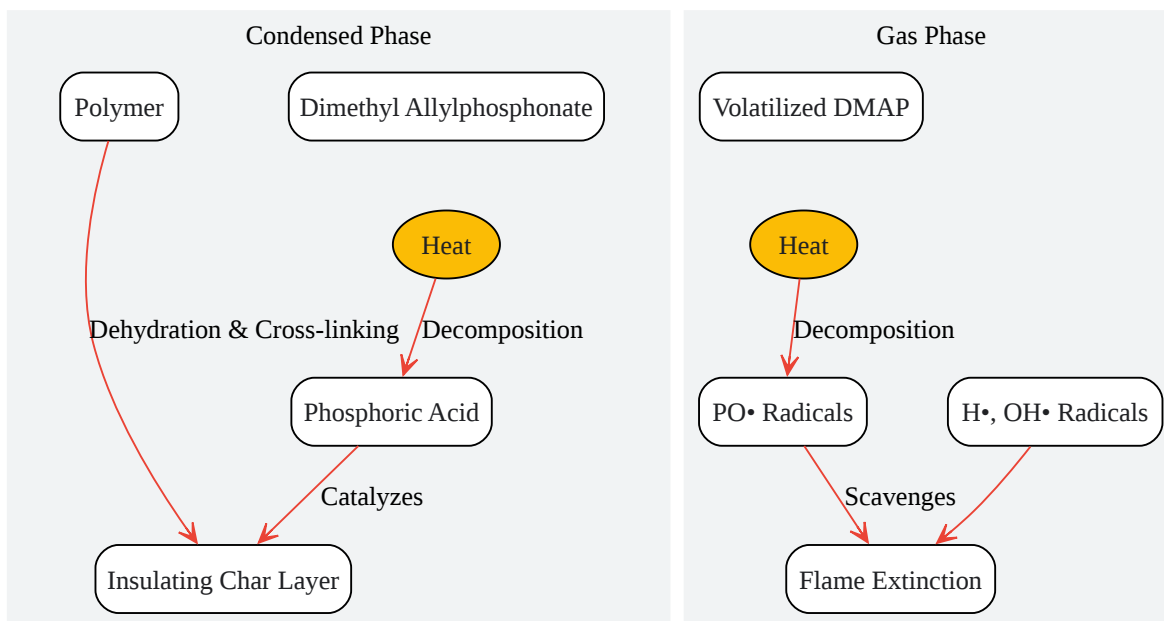 Condensed Phase
Gas Phase
Polymer
Dimethyl Allylphosphonate
Volatilized DMAP
Heat
Heat
Dehydration & Cross-linking
Decomposition
Decomposition
Phosphoric Acid
PO• Radicals
H•, OH• Radicals
Catalyzes
Scavenges
Insulating Char Layer
Flame Extinction